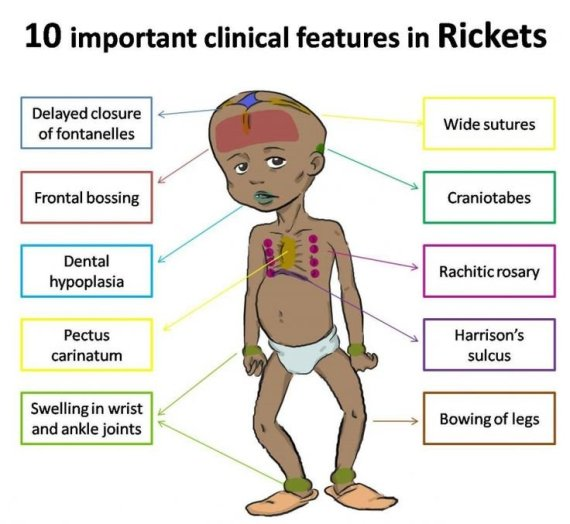 10 important clinical features in Rickets
Delayed closure
of fontanelles
Frontal bossing
Dental
hypoplasia
Pectus
carinatum
Swelling in wrist
and ankle joints
Wide sutures
Craniotabes
Rachitic rosary
Harrison's
sulcus
Bowing of legs